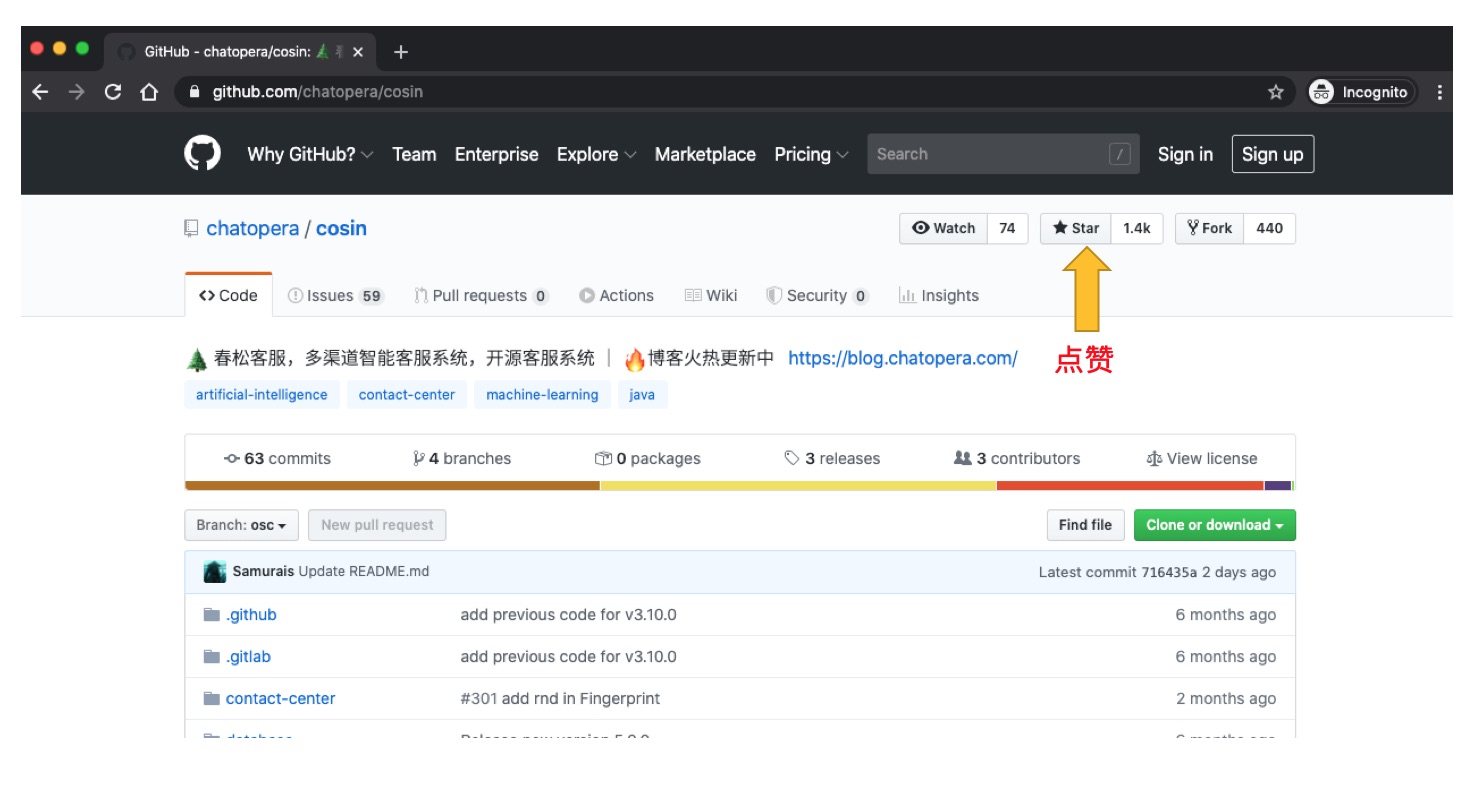 GitHub - chatopera/cosin:
github.com/chatopera/cosin
Incognito
Why GitHub? Team Enterprise Explore Marketplace Pricing Search / Sign in Sign up
chatopera / cosin
Watch 74 Star 1.4k Fork 440
Code Issues 59 Pull requests 0 Actions Wiki Security 0 Insights
春松客服，多渠道智能客服系统，开源客服系统 | 博客火热更新中 https://blog.chatopera.com/
点赞
artificial-intelligence contact-center machine-learning java
63 commits 4 branches 0 packages 3 releases 3 contributors View license
Branch: osc New pull request Find file Clone or download
Samurais Update README.md Latest commit 716435a 2 days ago
.github add previous code for v3.10.0 6 months ago
.gitlab add previous code for v3.10.0 6 months ago
contact-center #301 add rnd in Fingerprint 2 months ago